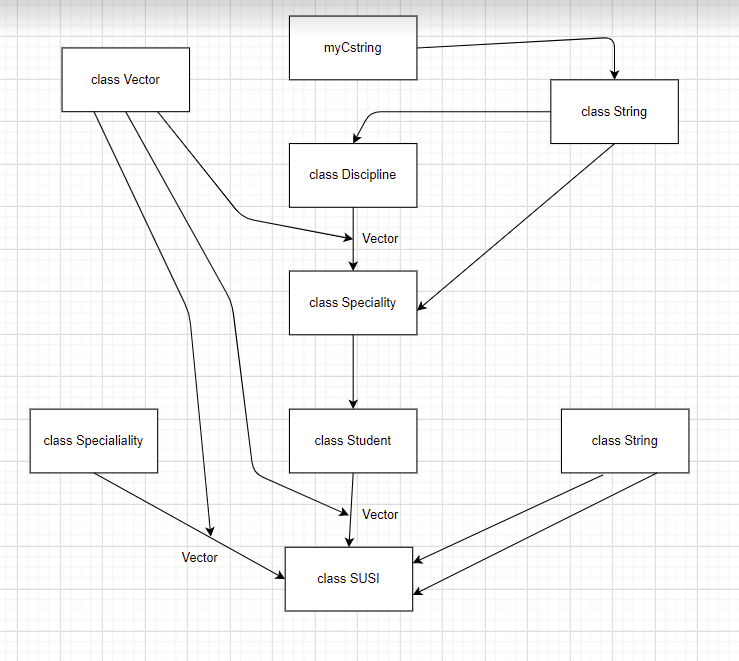 myCstring
class Vector
class String
class Discipline
Vector
class Speciality
class Specialiality
class Student
class String
Vector
Vector
class SUSI